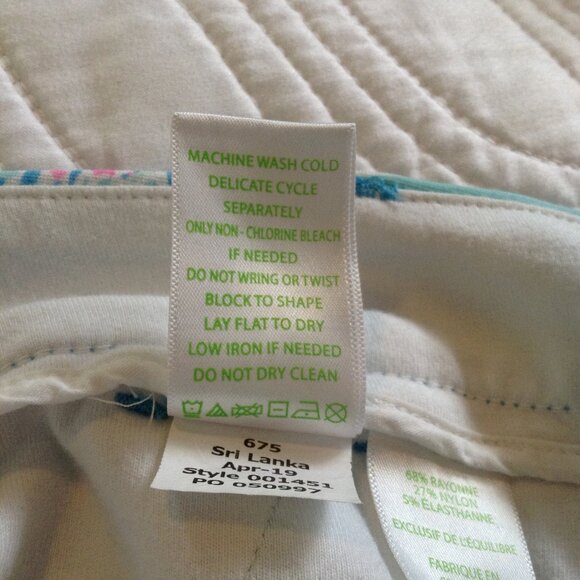 MACHINE WASH COLD
DELICATE CYCLE
SEPARATELY
ONLY NON - CHLORINE BLEACH
IF NEEDED
DO NOT WRING OR TWIST
BLOCK TO SHAPE
LAY FLAT TO DRY
LOW IRON IF NEEDED
DO NOT DRY CLEAN
675
Sri Lanka
Apr-19
Style 001451
PO 050997
68% RAYONNE
27% NYLON
5% ÉLASTHANNE
EXCLUSIF DE L'ÉQUILIBRE
FABRIQUÉ EN